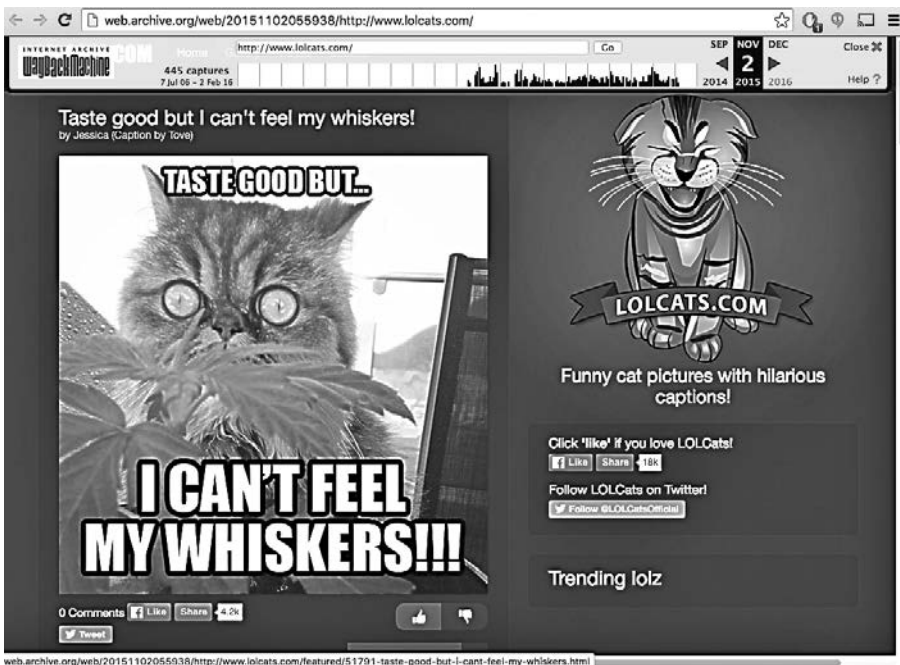 web.archive.org/web/20151102055938/http://www.lolcats.com/
INTERNET ARCHIVE
WayBackMachine
COM
Home
http://www.lolcats.com/
Go
445 captures
7 Jul 06 - 2 Feb 16
SEP NOV DEC
2
2014 2015 2016
Close
Help ?
Taste good but I can't feel my whiskers!
by Jessica (Caption by Tove)
TASTE GOOD BUT...
I CAN'T FEEL
MY WHISKERS!!!
0 Comments Like Share 4.2k
Tweet
LOLCATS.COM
Funny cat pictures with hilarious
captions!
Click 'like' if you love LOLCats!
Like Share 18k
Follow LOLCats on Twitter!
Follow @LOLCatsOfficial
Trending lolz
web.archive.org/web/20151102055938/http://www.lolcats.com/featured/51791-taste-good-but-i-cant-feel-my-whiskers.html